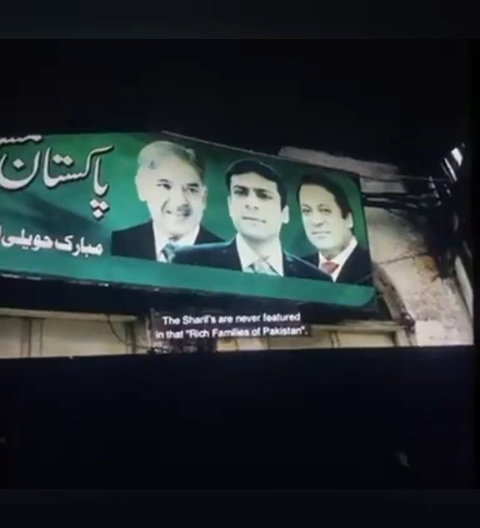 پاکستان
مبارک حویلی
The Sharif's are never featured
in that "Rich Families of Pakistan".